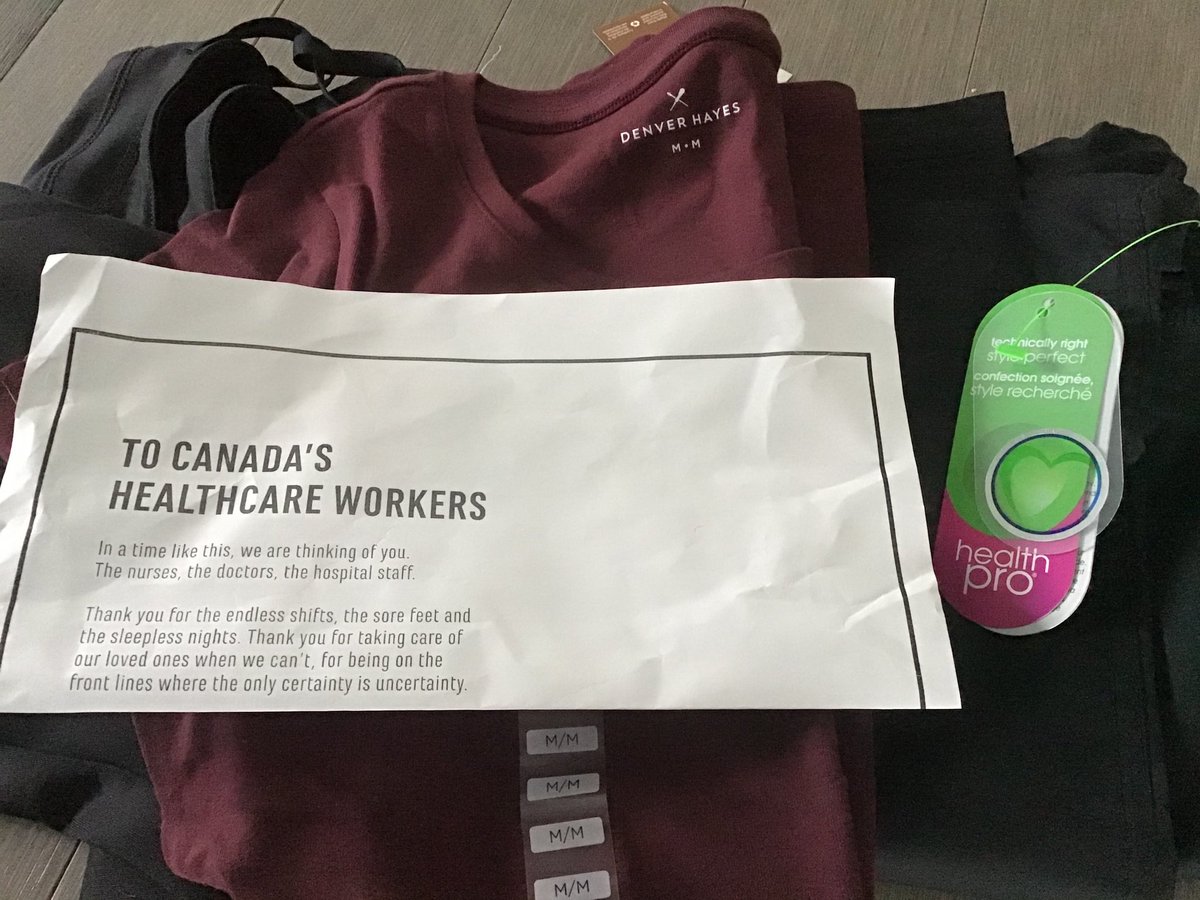 DENVER HAYES
M•M
TO CANADA'S
HEALTHCARE WORKERS
In a time like this, we are thinking of you.
The nurses, the doctors, the hospital staff.
Thank you for the endless shifts, the sore feet and
the sleepless nights. Thank you for taking care of
our loved ones when we can't, for being on the
front lines where the only certainty is uncertainty.
technically right
style perfect
confection soignée,
style recherché
health
pro®
M/M
M/M
M/M
M/M